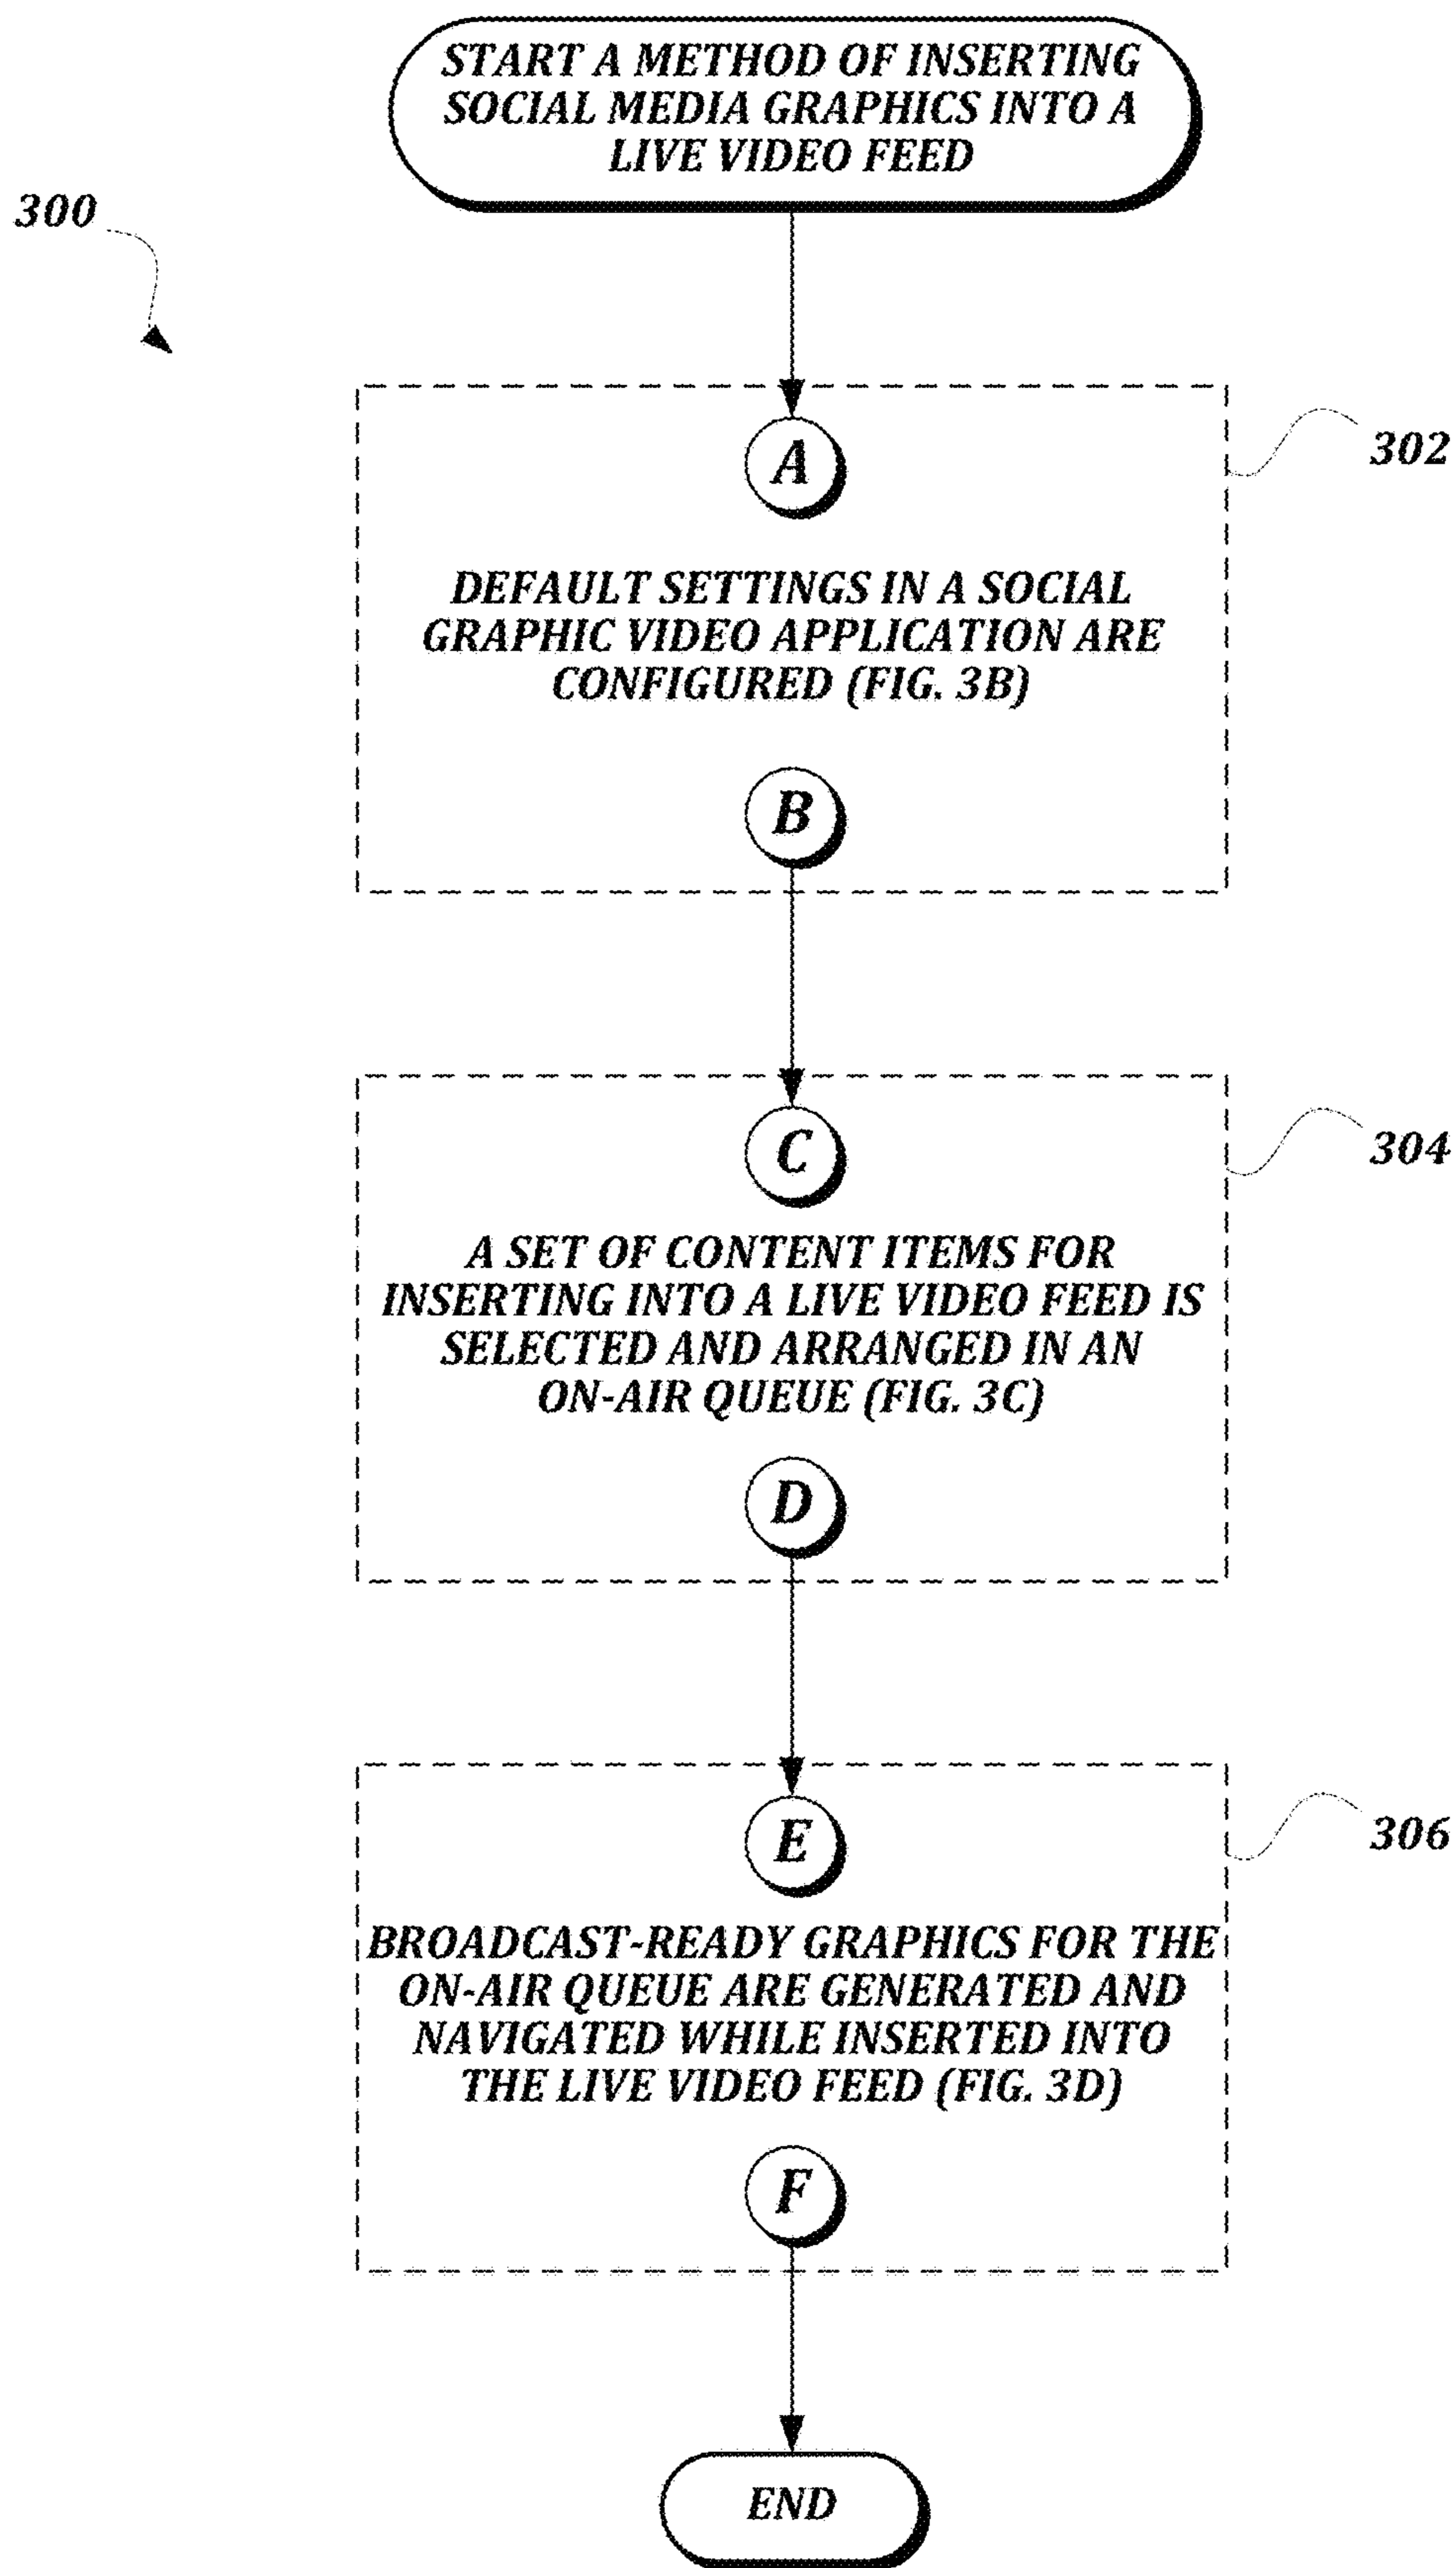 START A METHOD OF INSERTING
SOCIAL MEDIA GRAPHICS INTO A
LIVE VIDEO FEED
300
A
302
DEFAULT SETTINGS IN A SOCIAL
GRAPHIC VIDEO APPLICATION ARE
CONFIGURED (FIG. 3B)
B
C
304
A SET OF CONTENT ITEMS FOR
INSERTING INTO A LIVE VIDEO FEED IS
SELECTED AND ARRANGED IN AN
ON-AIR QUEUE (FIG. 3C)
D
E
306
BROADCAST-READY GRAPHICS FOR THE
ON-AIR QUEUE ARE GENERATED AND
NAVIGATED WHILE INSERTED INTO
THE LIVE VIDEO FEED (FIG. 3D)
F
END